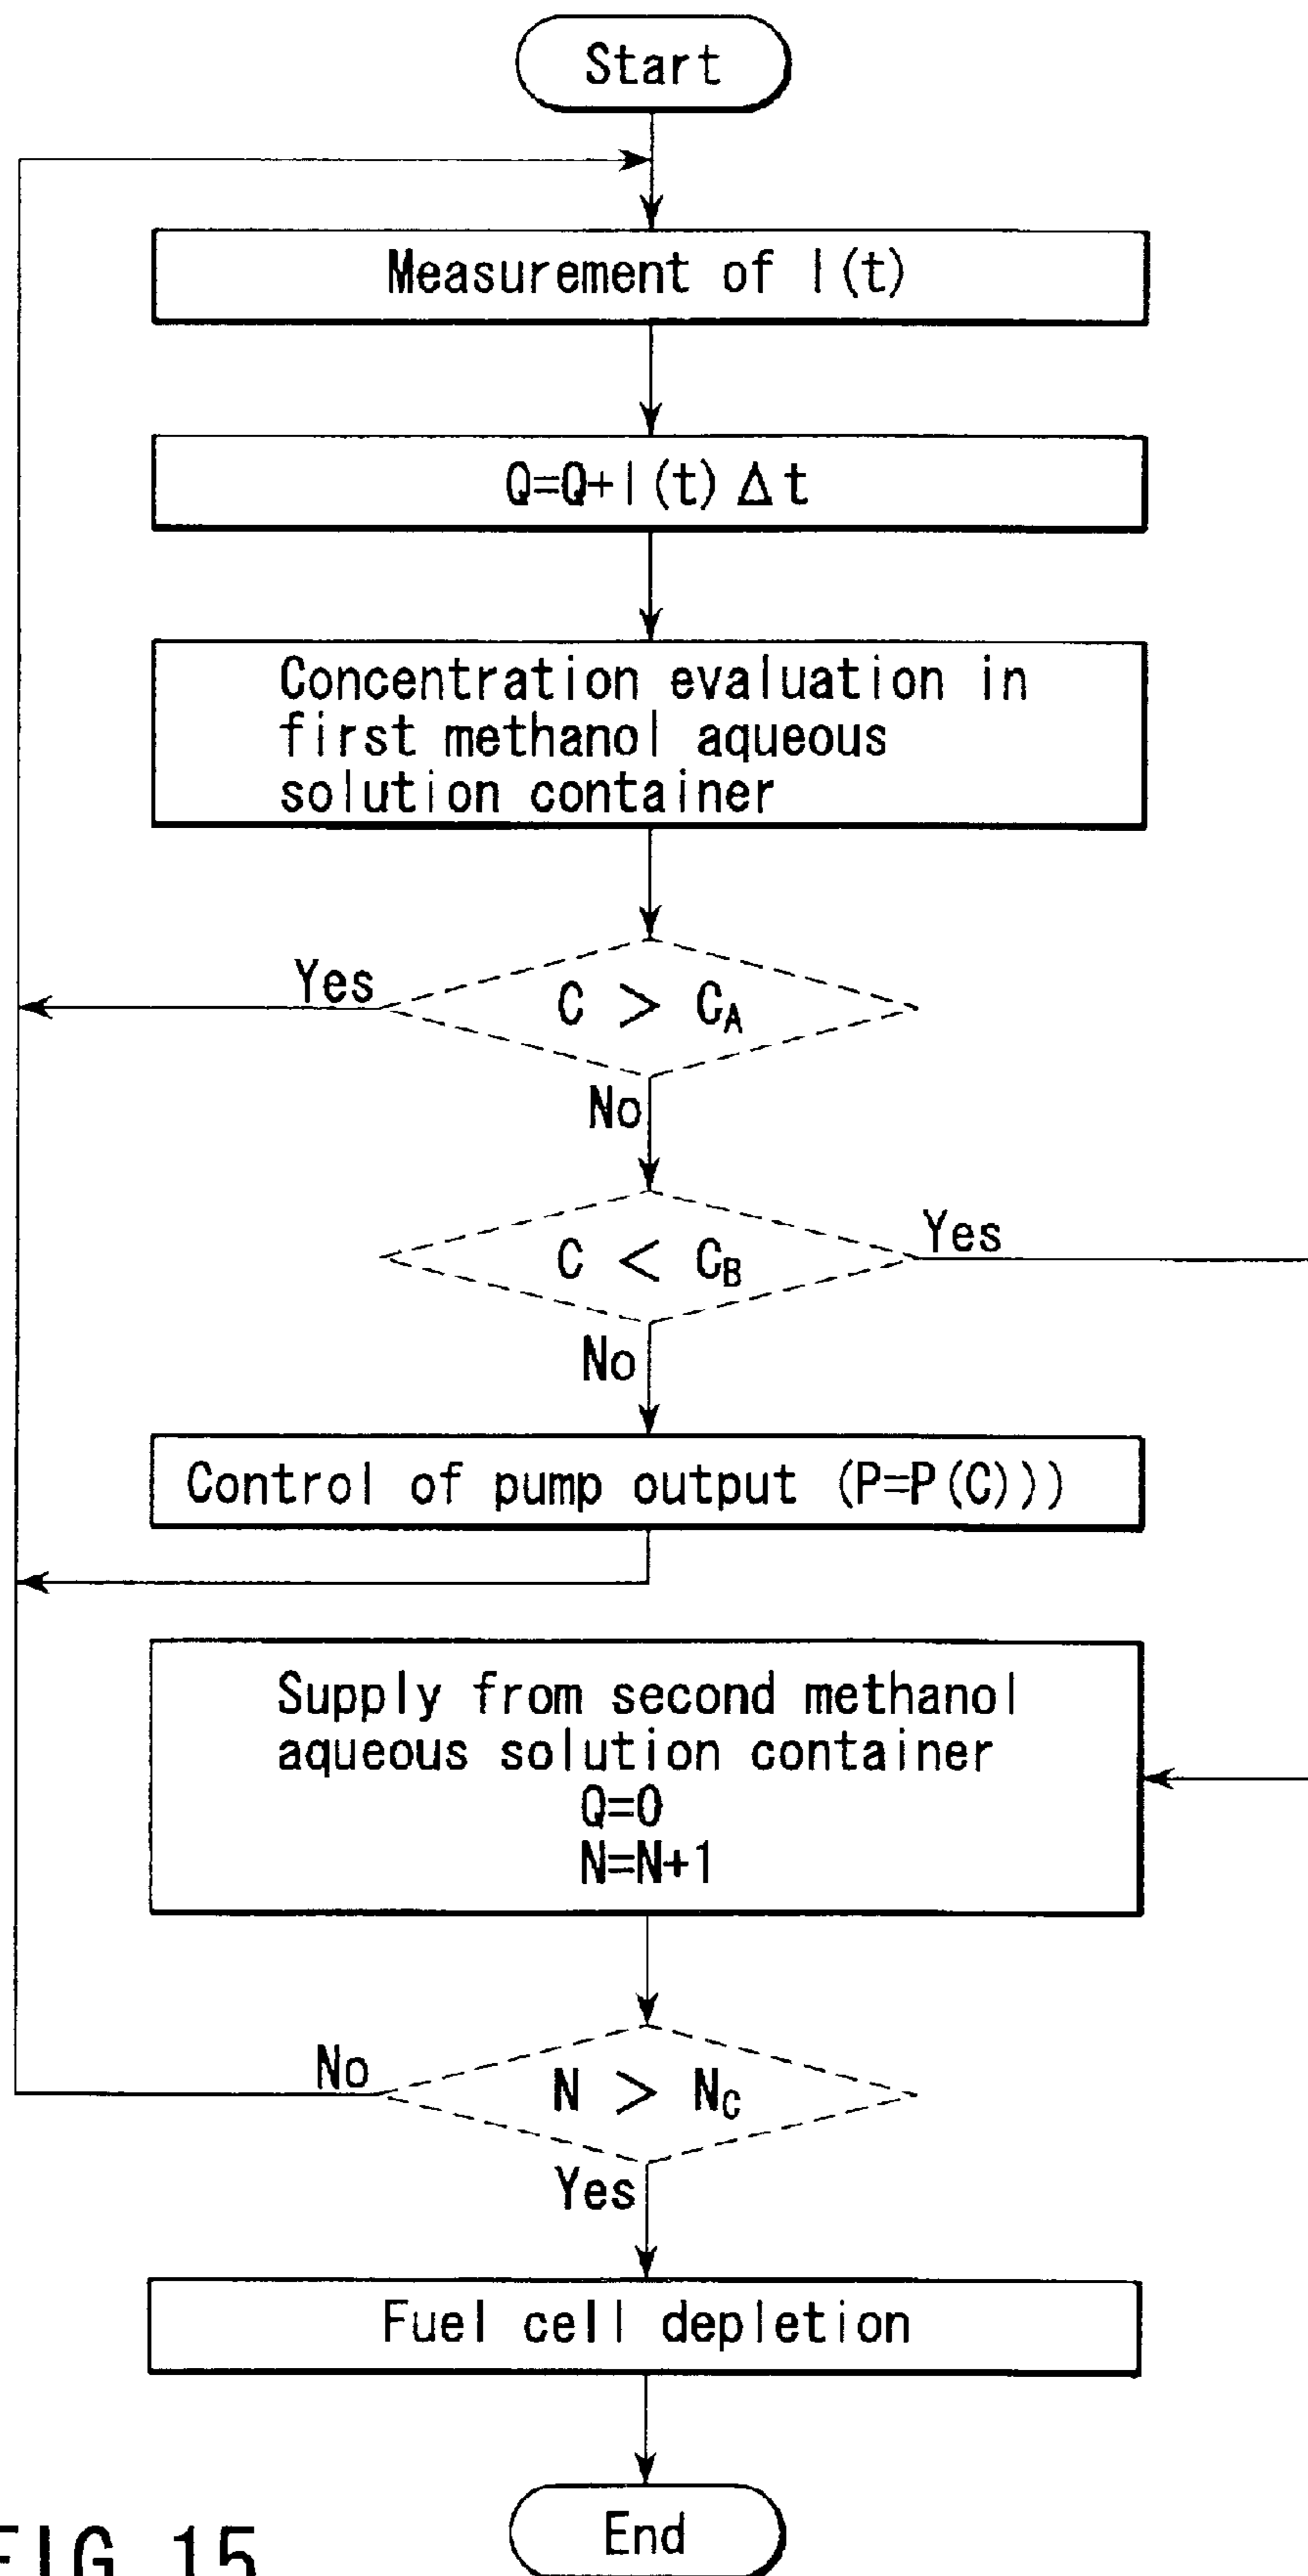 Start
Measurement of I(t)
Q=Q+I(t)Δt
Concentration evaluation in
first methanol aqueous
solution container
Yes
C > CA
No
C < CB
Yes
No
Control of pump output (P=P(C)))
Supply from second methanol
aqueous solution container
Q=0
N=N+1
No
N > NC
Yes
Fuel cell depletion
End
FIG. 15